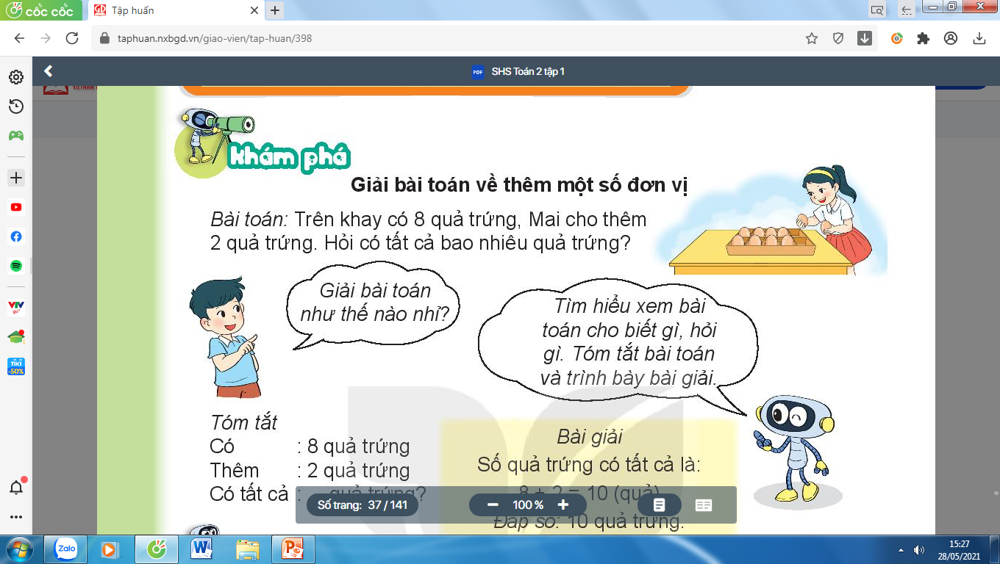 cốc cốc
Tập huấn
taphuan.nxbgd.vn/giao-vien/tap-huan/398
PDF SHS Toán 2 tập 1
Khám phá
Giải bài toán về thêm một số đơn vị
Bài toán: Trên khay có 8 quả trứng, Mai cho thêm
2 quả trứng. Hỏi có tất cả bao nhiêu quả trứng?
Giải bài toán
như thế nào nhỉ?
Tìm hiểu xem bài
toán cho biết gì, hỏi
gì. Tóm tắt bài toán
và trình bày bài giải.
Tóm tắt
Có : 8 quả trứng
Thêm : 2 quả trứng
Có tất cả : quả trứng?
Bài giải
Số quả trứng có tất cả là:
8 + 2 = 10 (quả)
Đáp số: 10 quả trứng.
Số trang: 37 / 141
100 %
VTV
go
TIKI
-50%
Zalo
15:27
28/05/2021